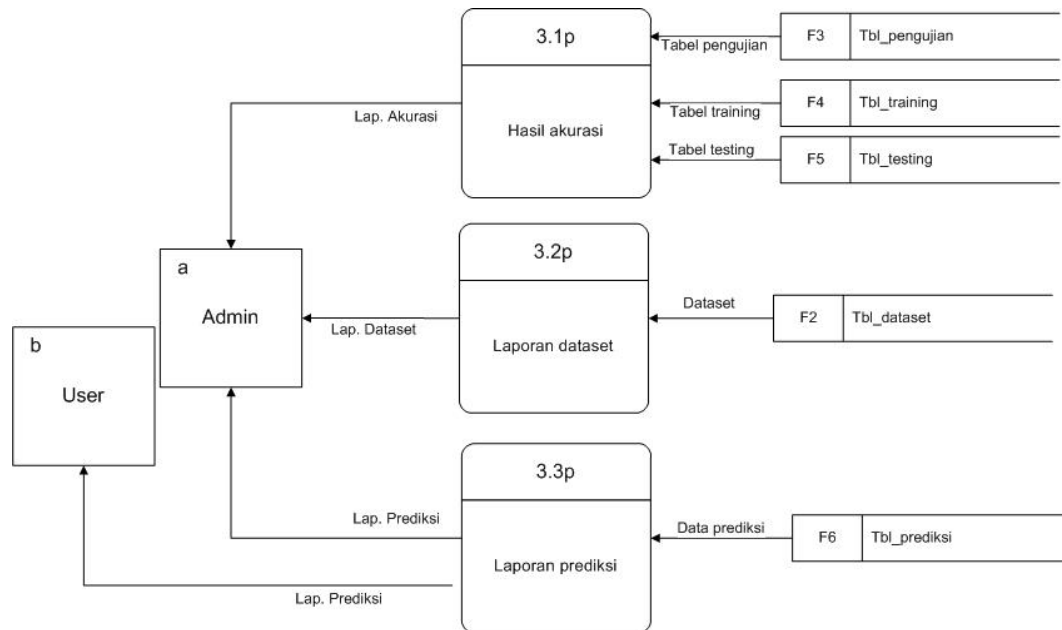 3.1p
Hasil akurasi
Tabel pengujian
F3
Tbl_pengujian
Lap. Akurasi
Tabel training
F4
Tbl_training
Tabel testing
F5
Tbl_testing
a
Admin
3.2p
Laporan dataset
Lap. Dataset
Dataset
F2
Tbl_dataset
b
User
3.3p
Laporan prediksi
Lap. Prediksi
Data prediksi
F6
Tbl_prediksi
Lap. Prediksi